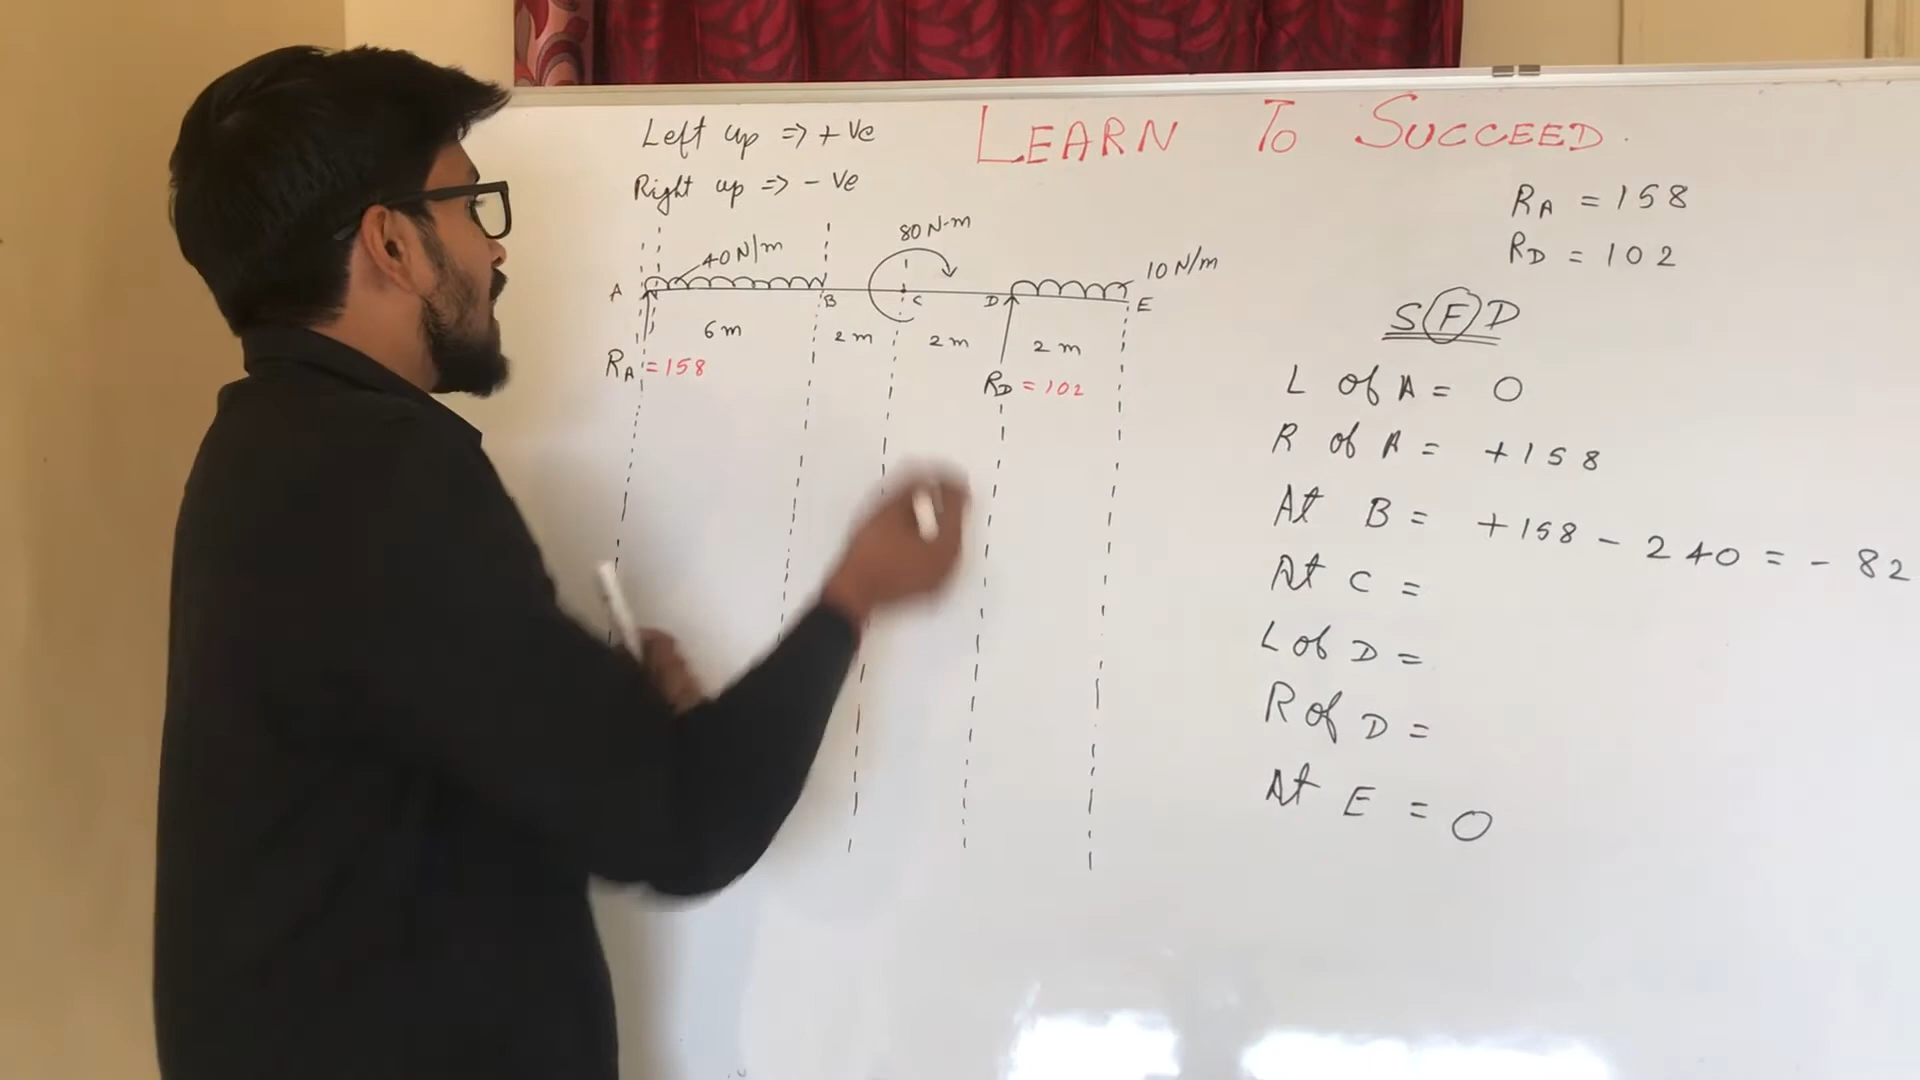 LEARN TO SUCCEED.
Left up => + ve
Right up => - ve
40 N/m
80 N-m
10 N/m
A B C D E
6 m 2 m 2 m 2 m
RA = 158
RD = 102
RA = 158
RD = 102
SFD
L of A = 0
R of A = +158
At B = +158 - 240 = - 82
At C =
L of D =
R of D =
At E = 0